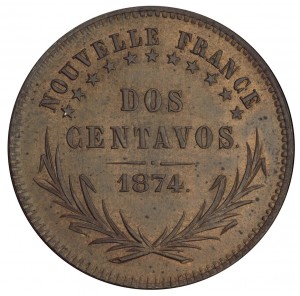 NOUVELLE FRANCE
DOS
CENTAVOS.
1874.